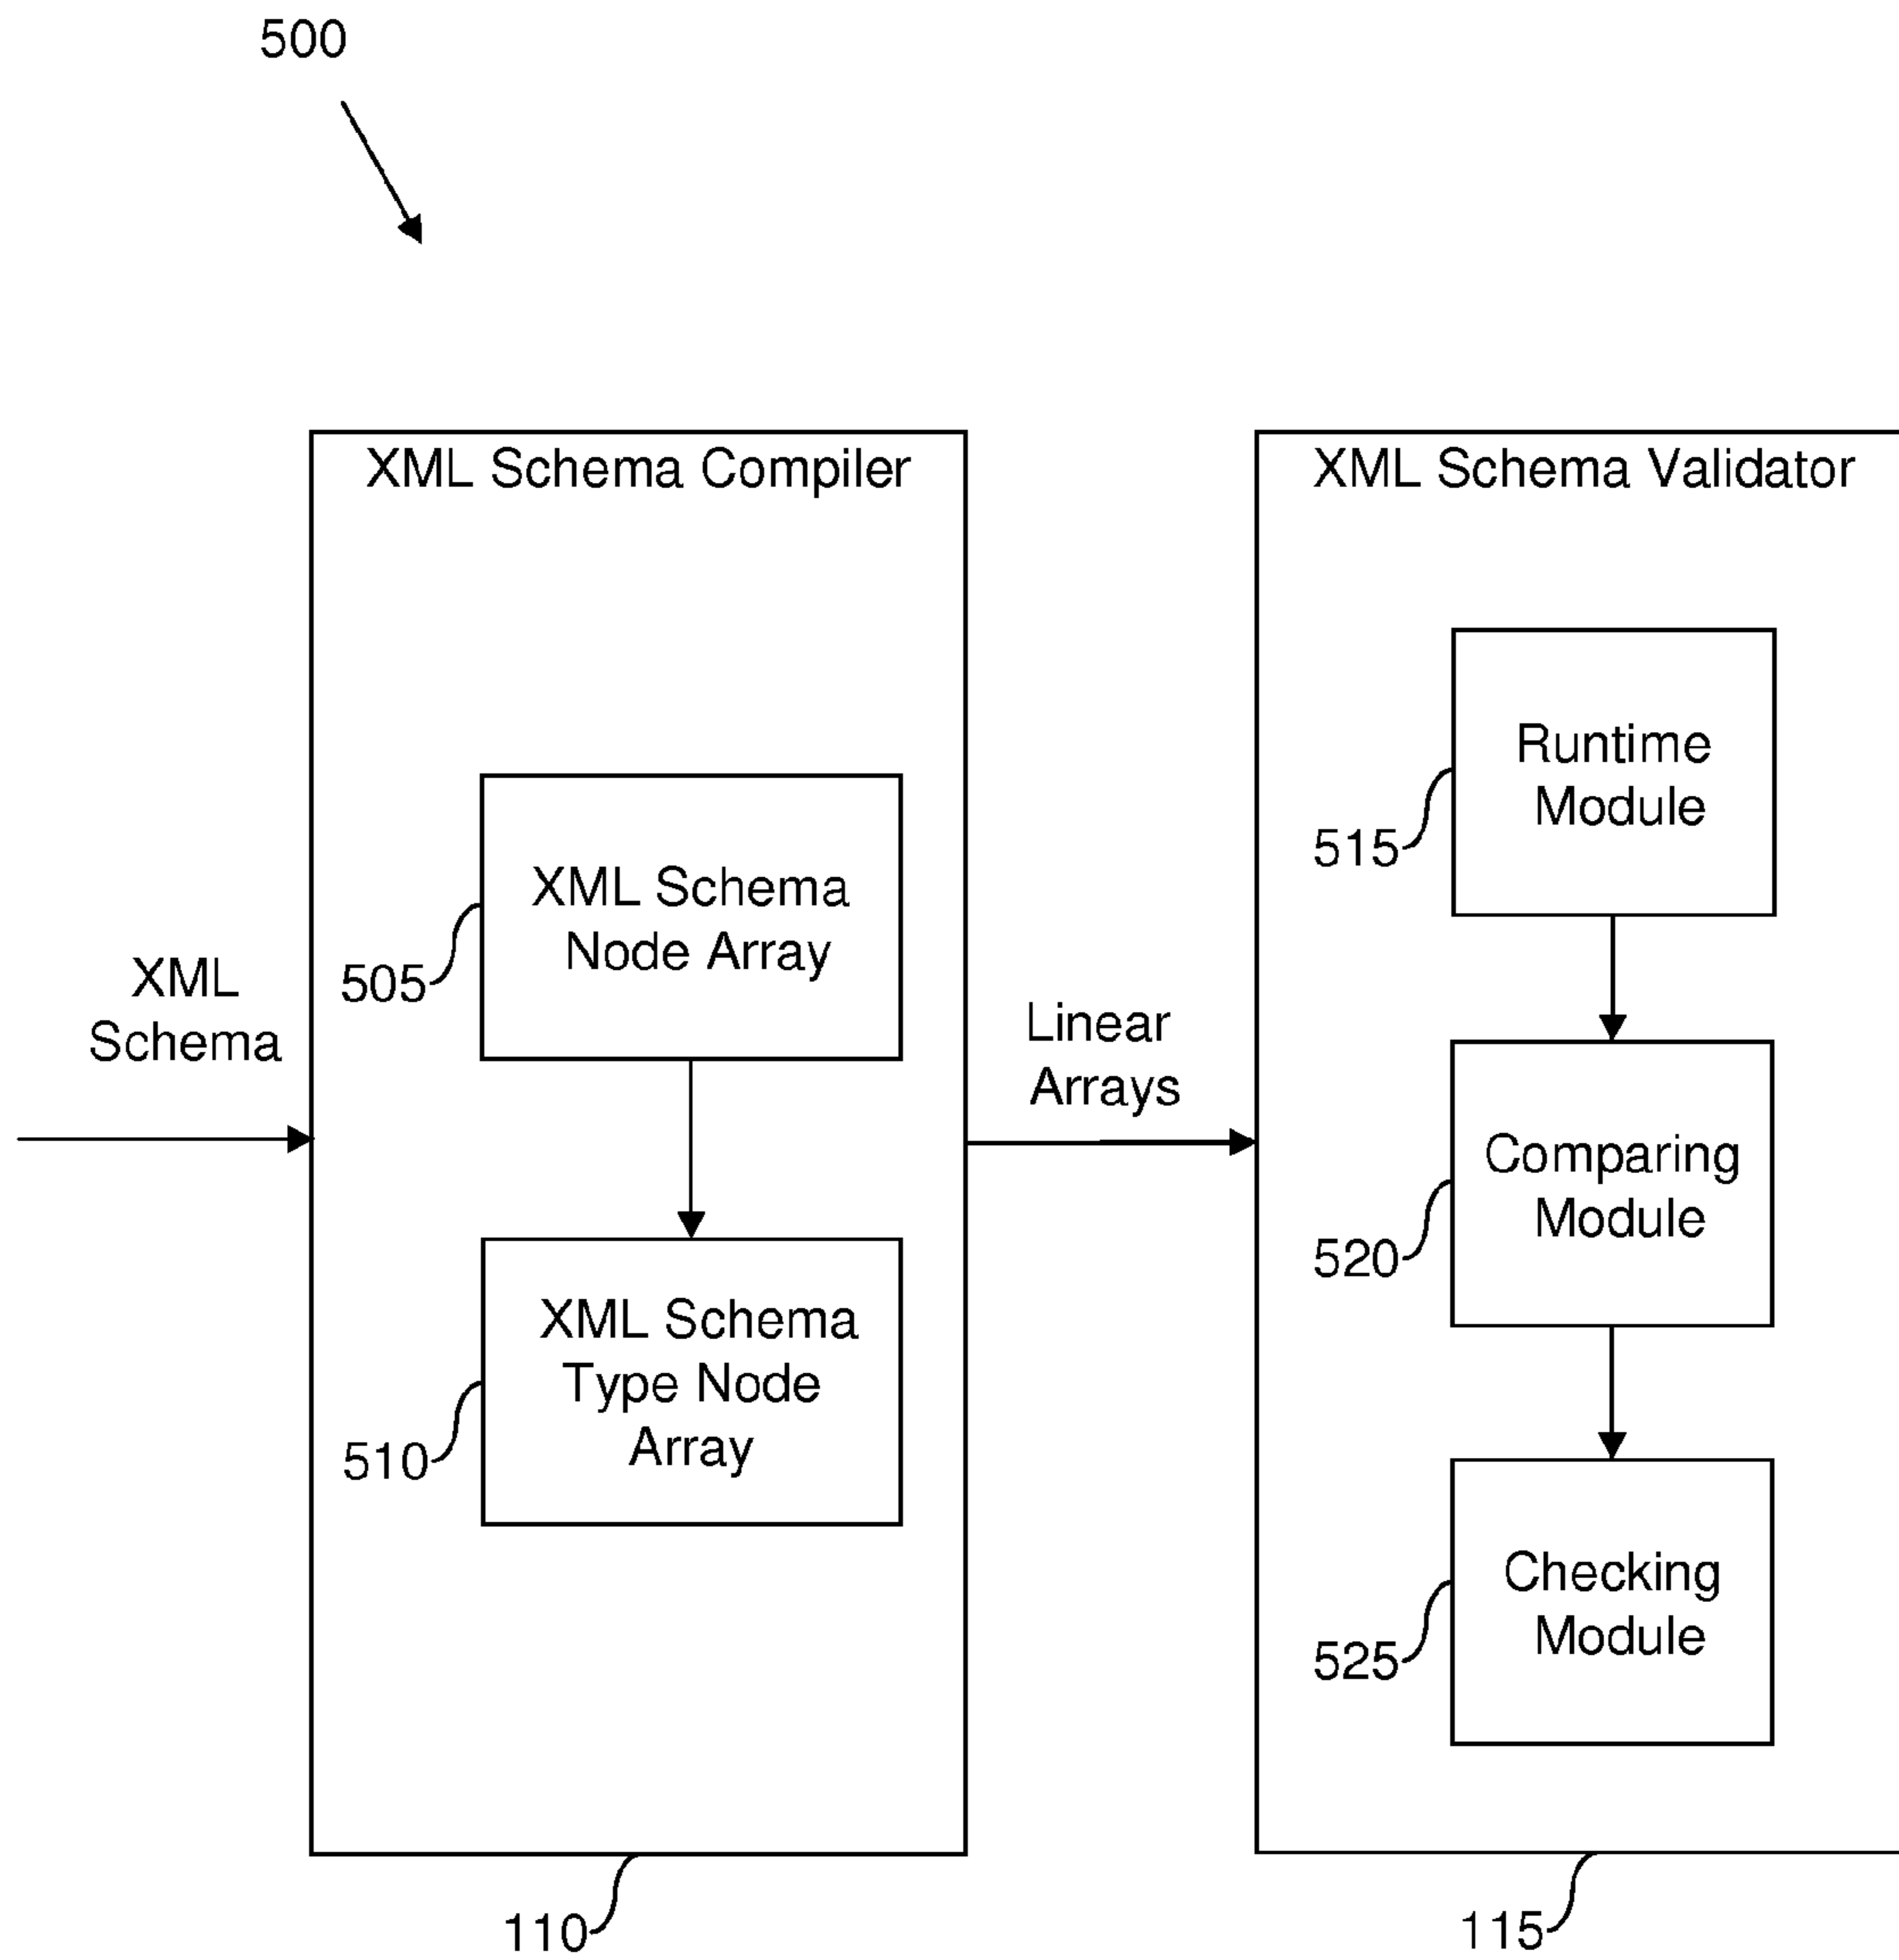 500
XML Schema Compiler
XML Schema Validator
Runtime
Module
515
XML Schema
Node Array
505
XML
Schema
Linear
Arrays
Comparing
Module
520
XML Schema
Type Node
Array
510
Checking
Module
525
110
115